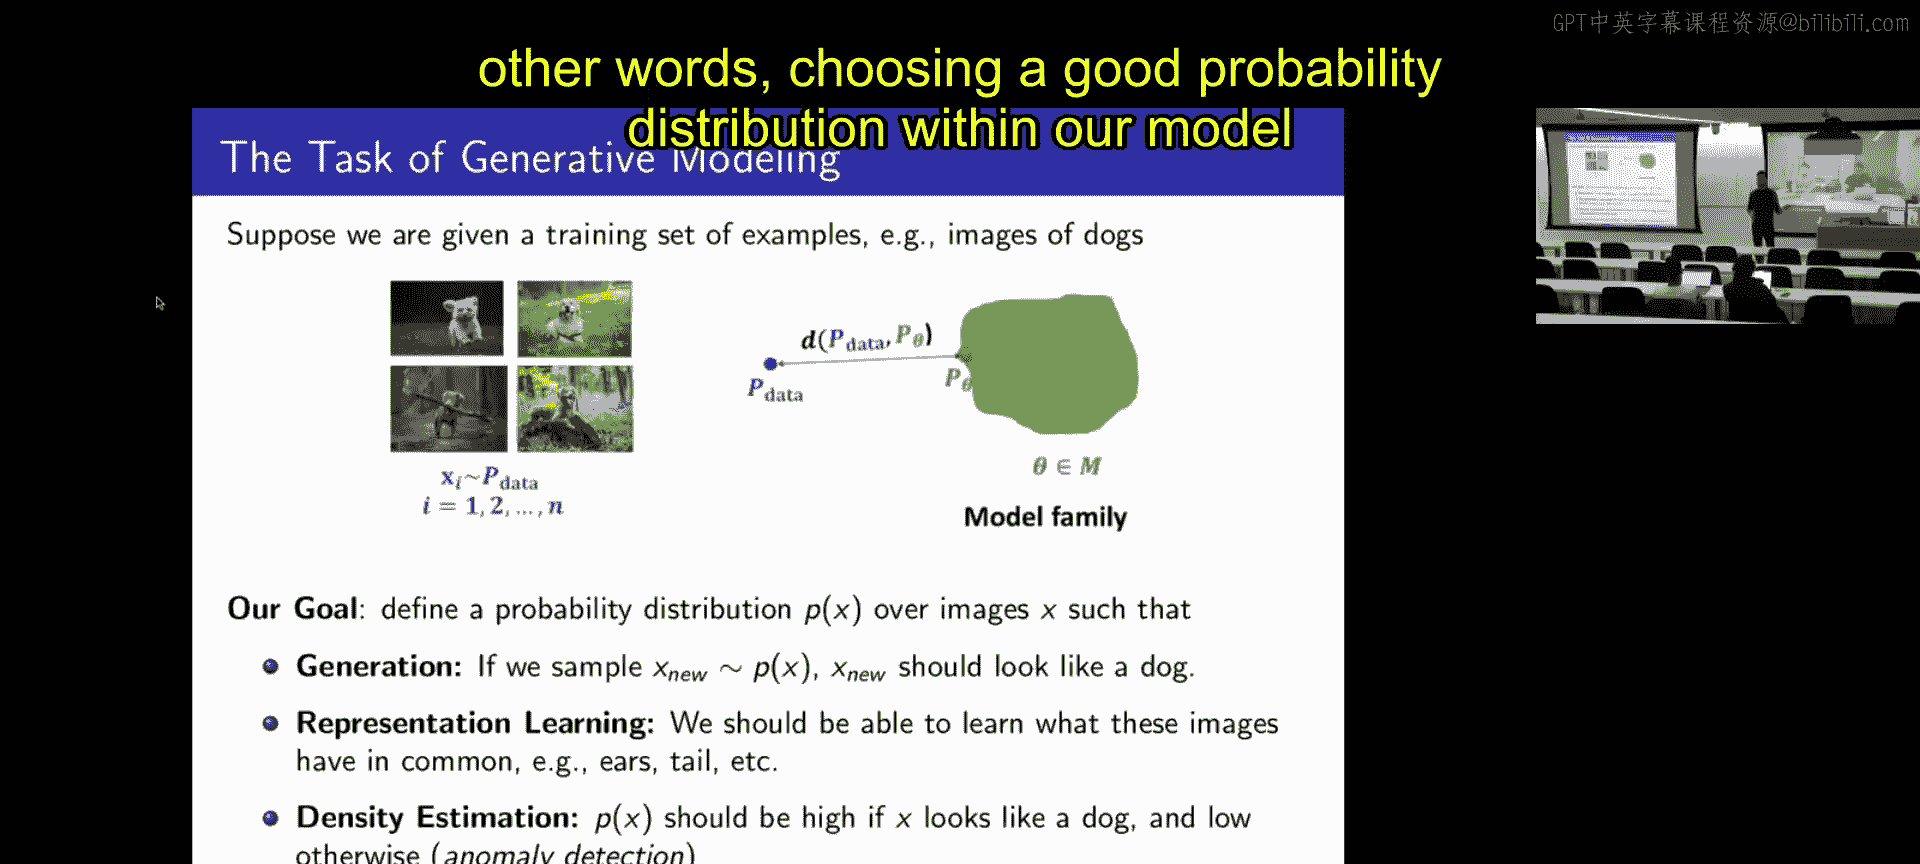 GPT中英字幕课程资源@bilibili.com
other words, choosing a good probability
distribution within our model
The Task of Generative Modeling
Suppose we are given a training set of examples, e.g., images of dogs
d(Pdata, Pθ)
Pdata
Pθ
xi~Pdata
i = 1, 2, ..., n
θ ∈ M
Model family
Our Goal: define a probability distribution p(x) over images x such that
Generation: If we sample xnew ∼ p(x), xnew should look like a dog.
Representation Learning: We should be able to learn what these images
have in common, e.g., ears, tail, etc.
Density Estimation: p(x) should be high if x looks like a dog, and low
otherwise (anomaly detection)